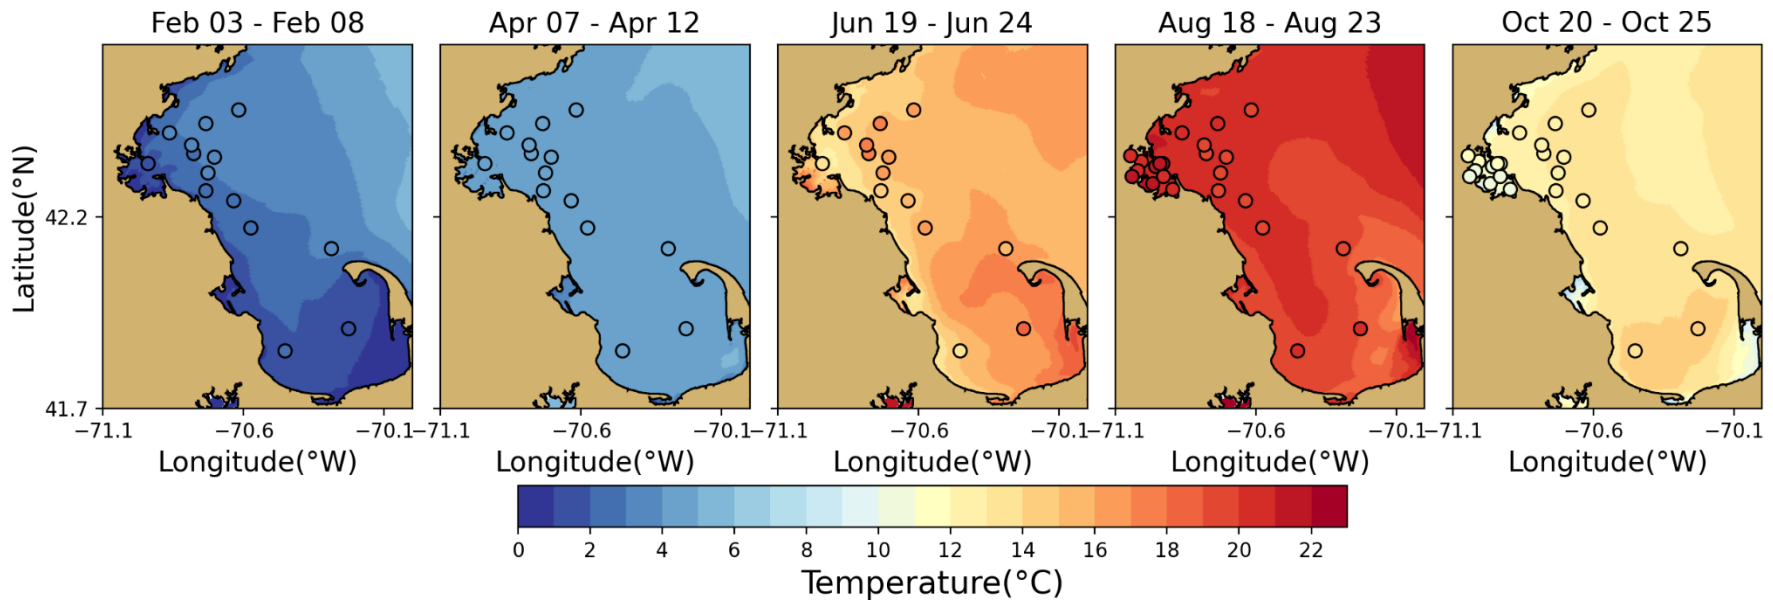 Feb 03 - Feb 08 Apr 07 - Apr 12 Jun 19 - Jun 24 Aug 18 - Aug 23 Oct 20 - Oct 25
Latitude(°N)
42.2
41.7
−71.1 −70.6 −70.1 −71.1 −70.6 −70.1 −71.1 −70.6 −70.1 −71.1 −70.6 −70.1 −71.1 −70.6 −70.1
Longitude(°W) Longitude(°W) Longitude(°W) Longitude(°W) Longitude(°W)
0 2 4 6 8 10 12 14 16 18 20 22
Temperature(°C)